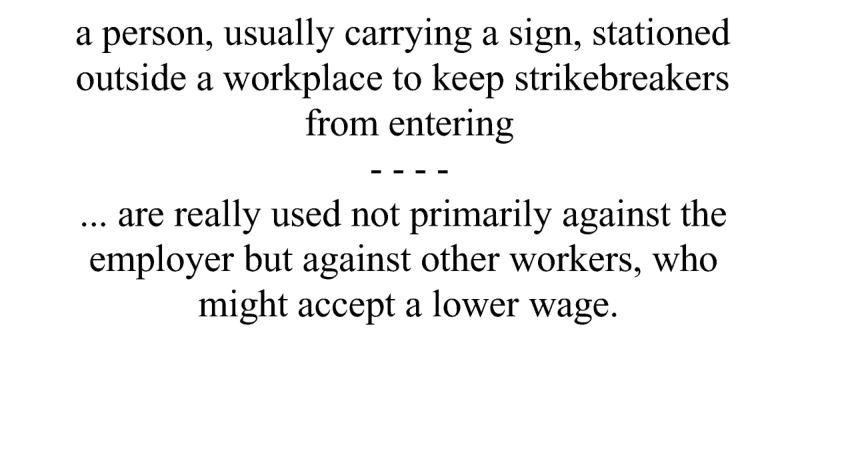 a person, usually carrying a sign, stationed
outside a workplace to keep strikebreakers
from entering
- - - -
... are really used not primarily against the
employer but against other workers, who
might accept a lower wage.